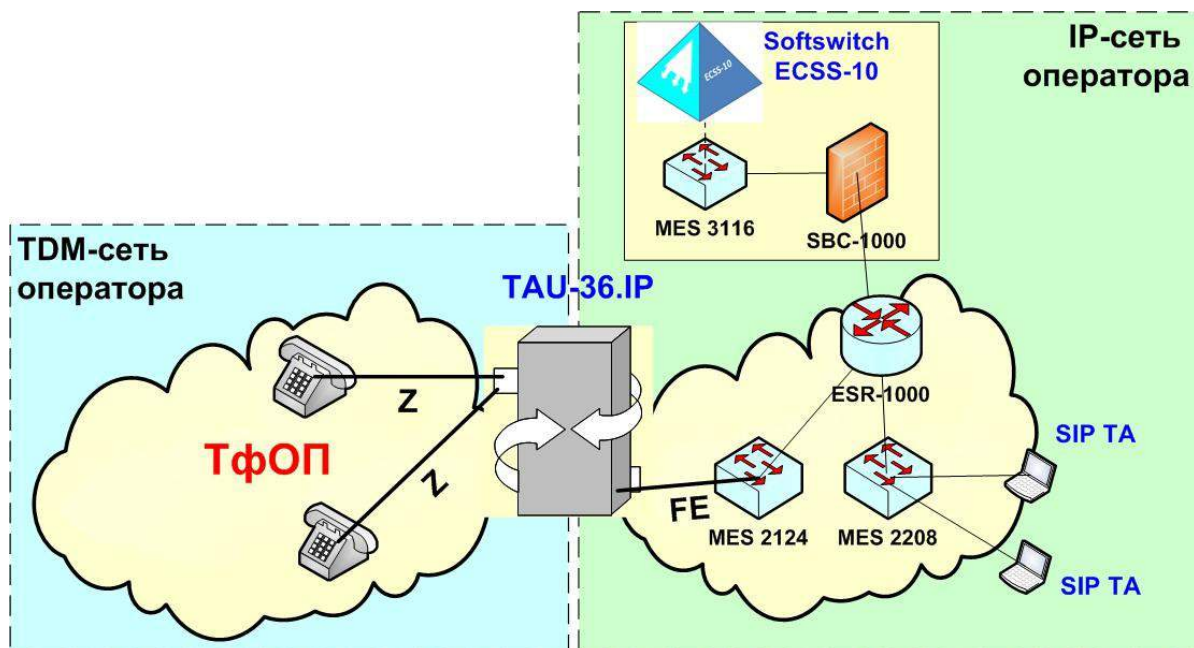 Softswitch
ECSS-10
ECSS-10
IP-сеть
оператора
MES 3116
SBC-1000
TDM-сеть
оператора
TAU-36.IP
ESR-1000
Z
ТфОП
Z
FE
MES 2124
MES 2208
SIP TA
SIP TA